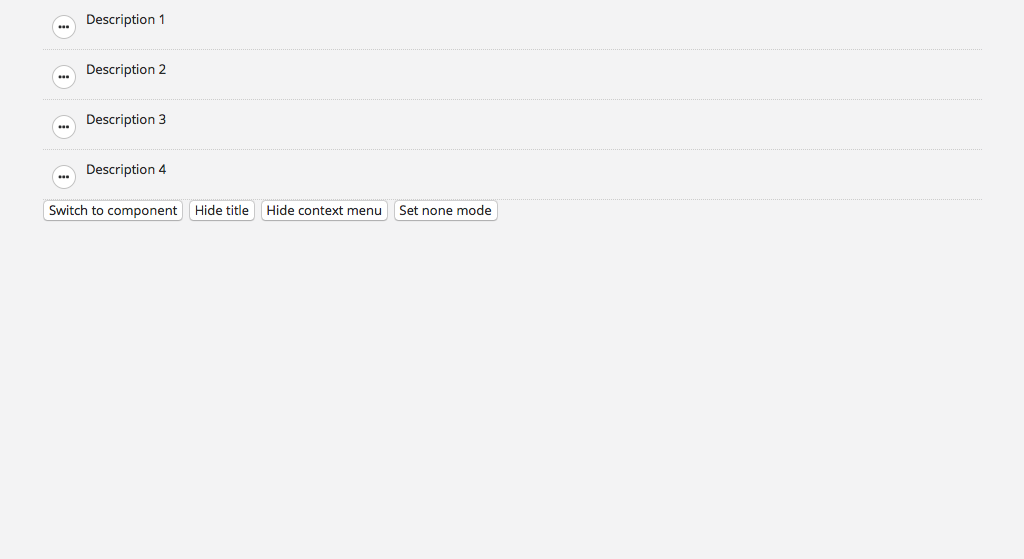 Description 1
Description 2
Description 3
Description 4
Switch to component Hide title Hide context menu Set none mode